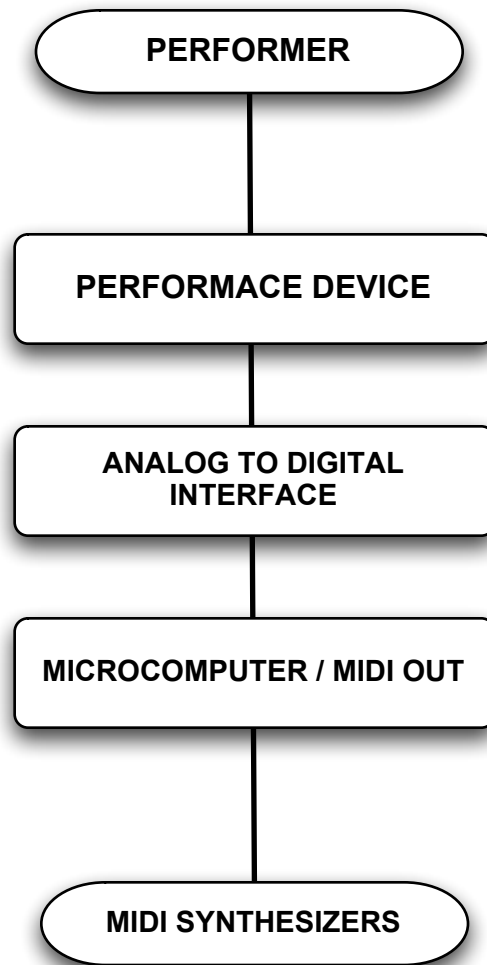 PERFORMER
PERFORMACE DEVICE
ANALOG TO DIGITAL
INTERFACE
MICROCOMPUTER / MIDI OUT
MIDI SYNTHESIZERS